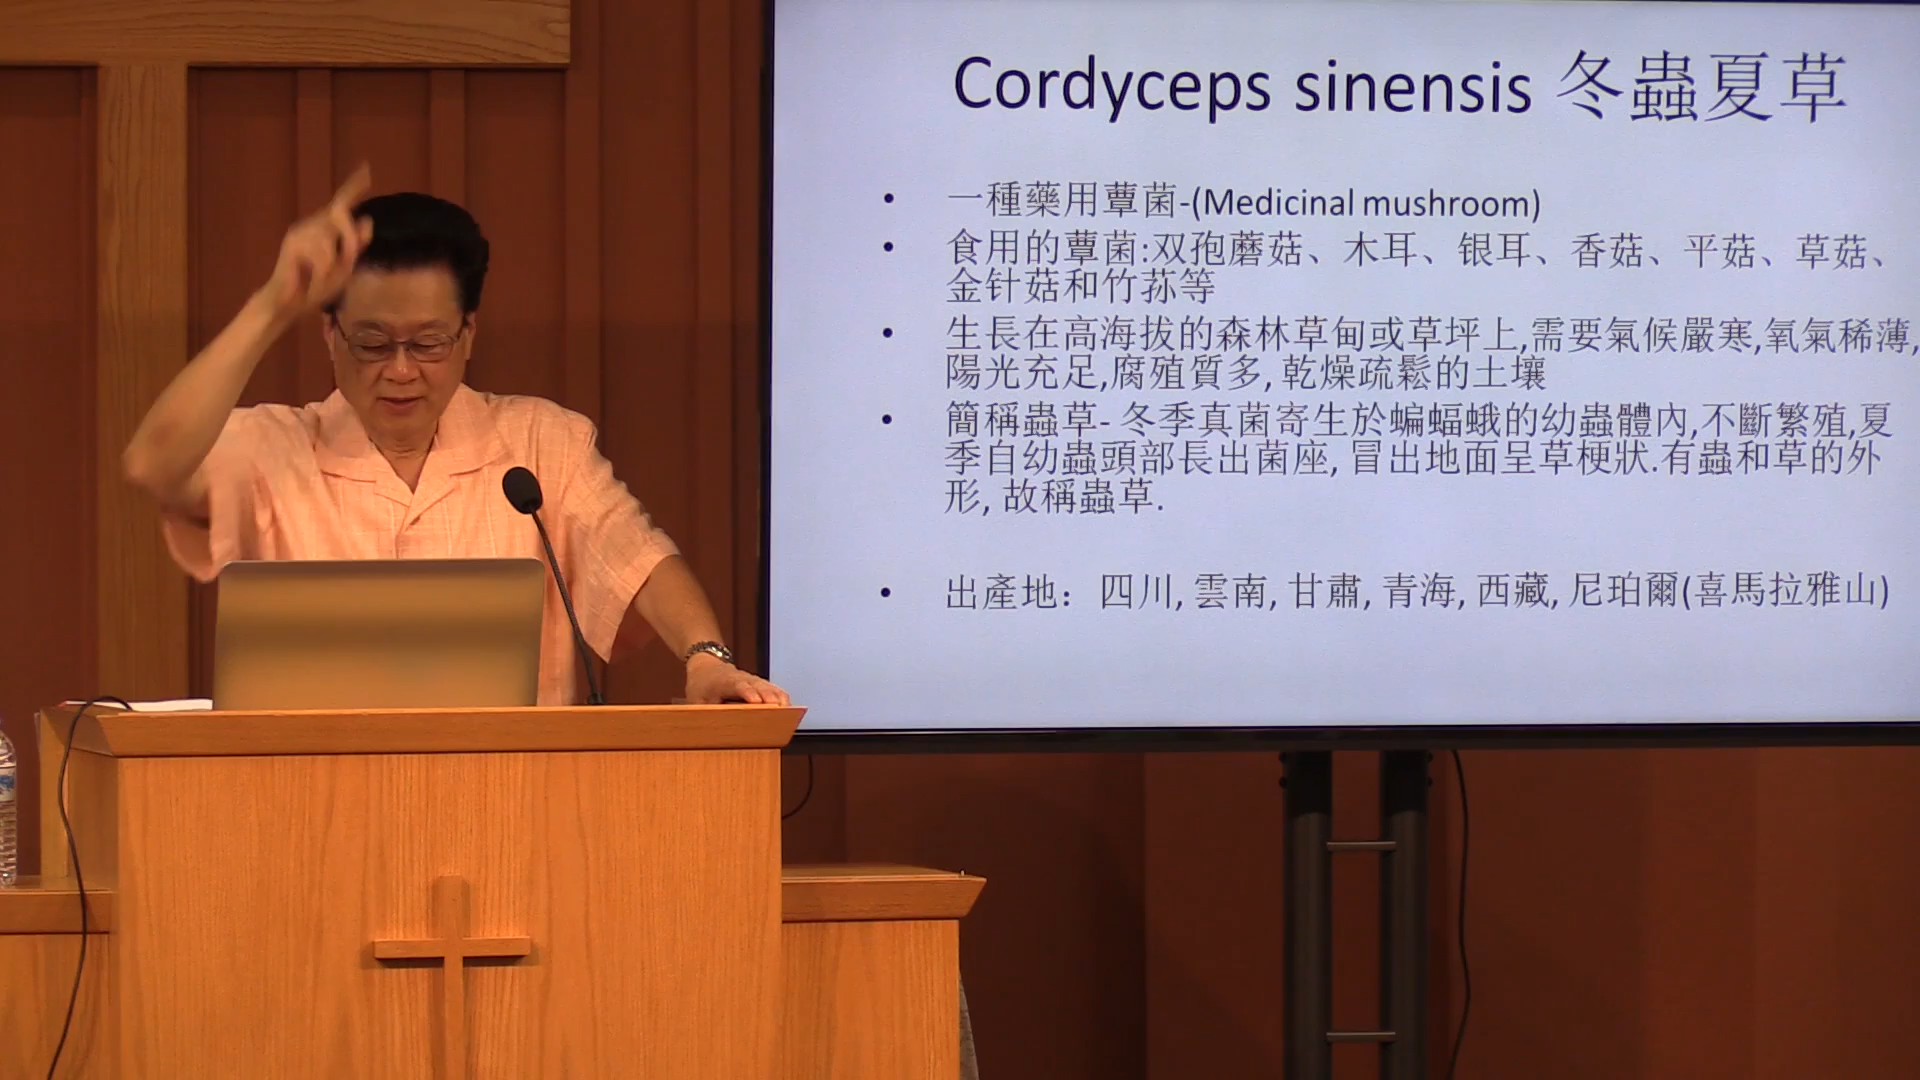 Cordyceps sinensis 冬蟲夏草
• 一種藥用蕈菌-(Medicinal mushroom)
• 食用的蕈菌:双孢蘑菇、木耳、银耳、香菇、平菇、草菇、
金针菇和竹荪等
• 生長在高海拔的森林草甸或草坪上,需要氣候嚴寒,氧氣稀薄,
陽光充足,腐殖質多, 乾燥疏鬆的土壤
• 簡稱蟲草- 冬季真菌寄生於蝙蝠蛾的幼蟲體內,不斷繁殖,夏
季自幼蟲頭部長出菌座, 冒出地面呈草梗狀.有蟲和草的外
形, 故稱蟲草.
• 出產地：四川, 雲南, 甘肅, 青海, 西藏, 尼珀爾(喜馬拉雅山)